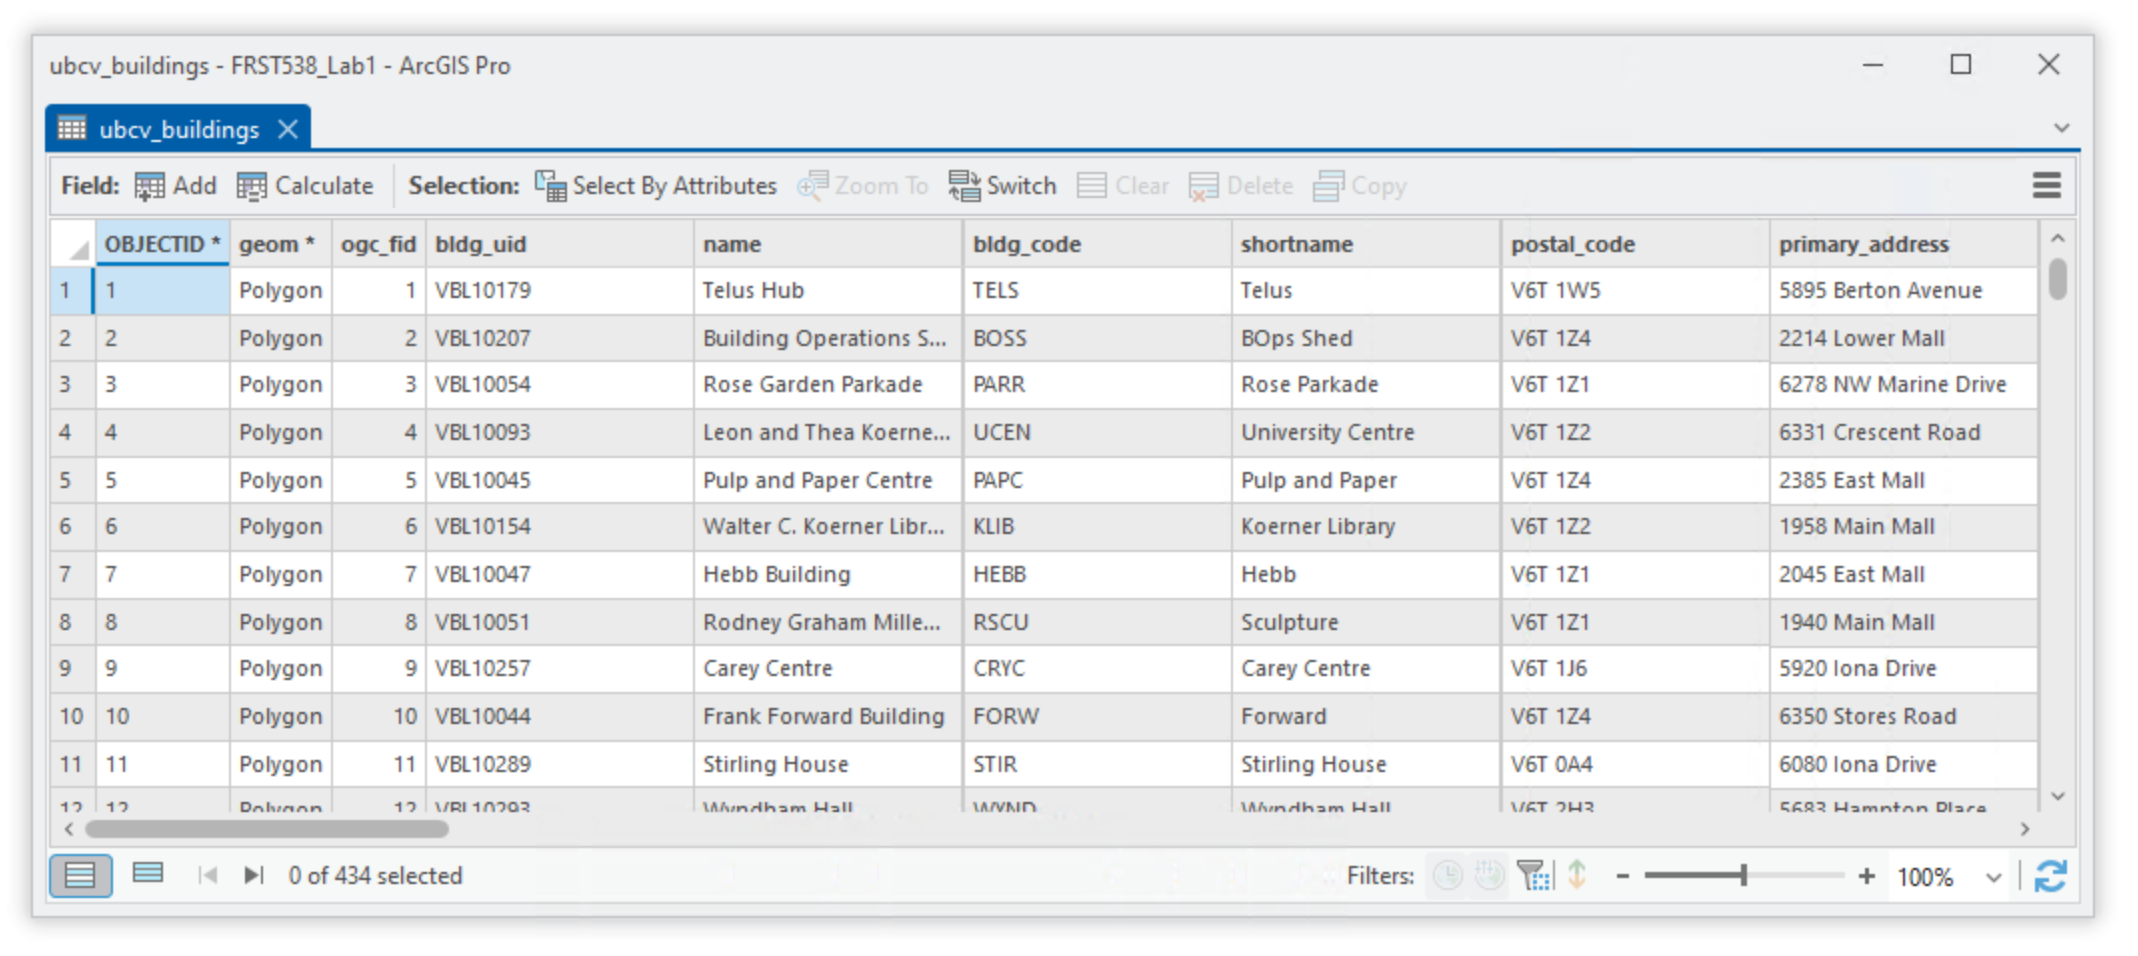 ubcv_buildings - FRST538_Lab1 - ArcGIS Pro
ubcv_buildings
Field: Add Calculate Selection: Select By Attributes Zoom To Switch Clear Delete Copy
OBJECTID * geom * ogc_fid bldg_uid name bldg_code shortname postal_code primary_address
1 1 Polygon 1 VBL10179 Telus Hub TELS Telus V6T 1W5 5895 Berton Avenue
2 2 Polygon 2 VBL10207 Building Operations S... BOSS BOps Shed V6T 1Z4 2214 Lower Mall
3 3 Polygon 3 VBL10054 Rose Garden Parkade PARR Rose Parkade V6T 1Z1 6278 NW Marine Drive
4 4 Polygon 4 VBL10093 Leon and Thea Koerne... UCEN University Centre V6T 1Z2 6331 Crescent Road
5 5 Polygon 5 VBL10045 Pulp and Paper Centre PAPC Pulp and Paper V6T 1Z4 2385 East Mall
6 6 Polygon 6 VBL10154 Walter C. Koerner Libr... KLIB Koerner Library V6T 1Z2 1958 Main Mall
7 7 Polygon 7 VBL10047 Hebb Building HEBB Hebb V6T 1Z1 2045 East Mall
8 8 Polygon 8 VBL10051 Rodney Graham Mille... RSCU Sculpture V6T 1Z1 1940 Main Mall
9 9 Polygon 9 VBL10257 Carey Centre CRYC Carey Centre V6T 1J6 5920 Iona Drive
10 10 Polygon 10 VBL10044 Frank Forward Building FORW Forward V6T 1Z4 6350 Stores Road
11 11 Polygon 11 VBL10289 Stirling House STIR Stirling House V6T 0A4 6080 Iona Drive
12 12 Polygon 12 VBL10293 Wyndham Hall WYND Wyndham Hall V6T 2H3 5683 Hampton Place
0 of 434 selected Filters: - + 100%